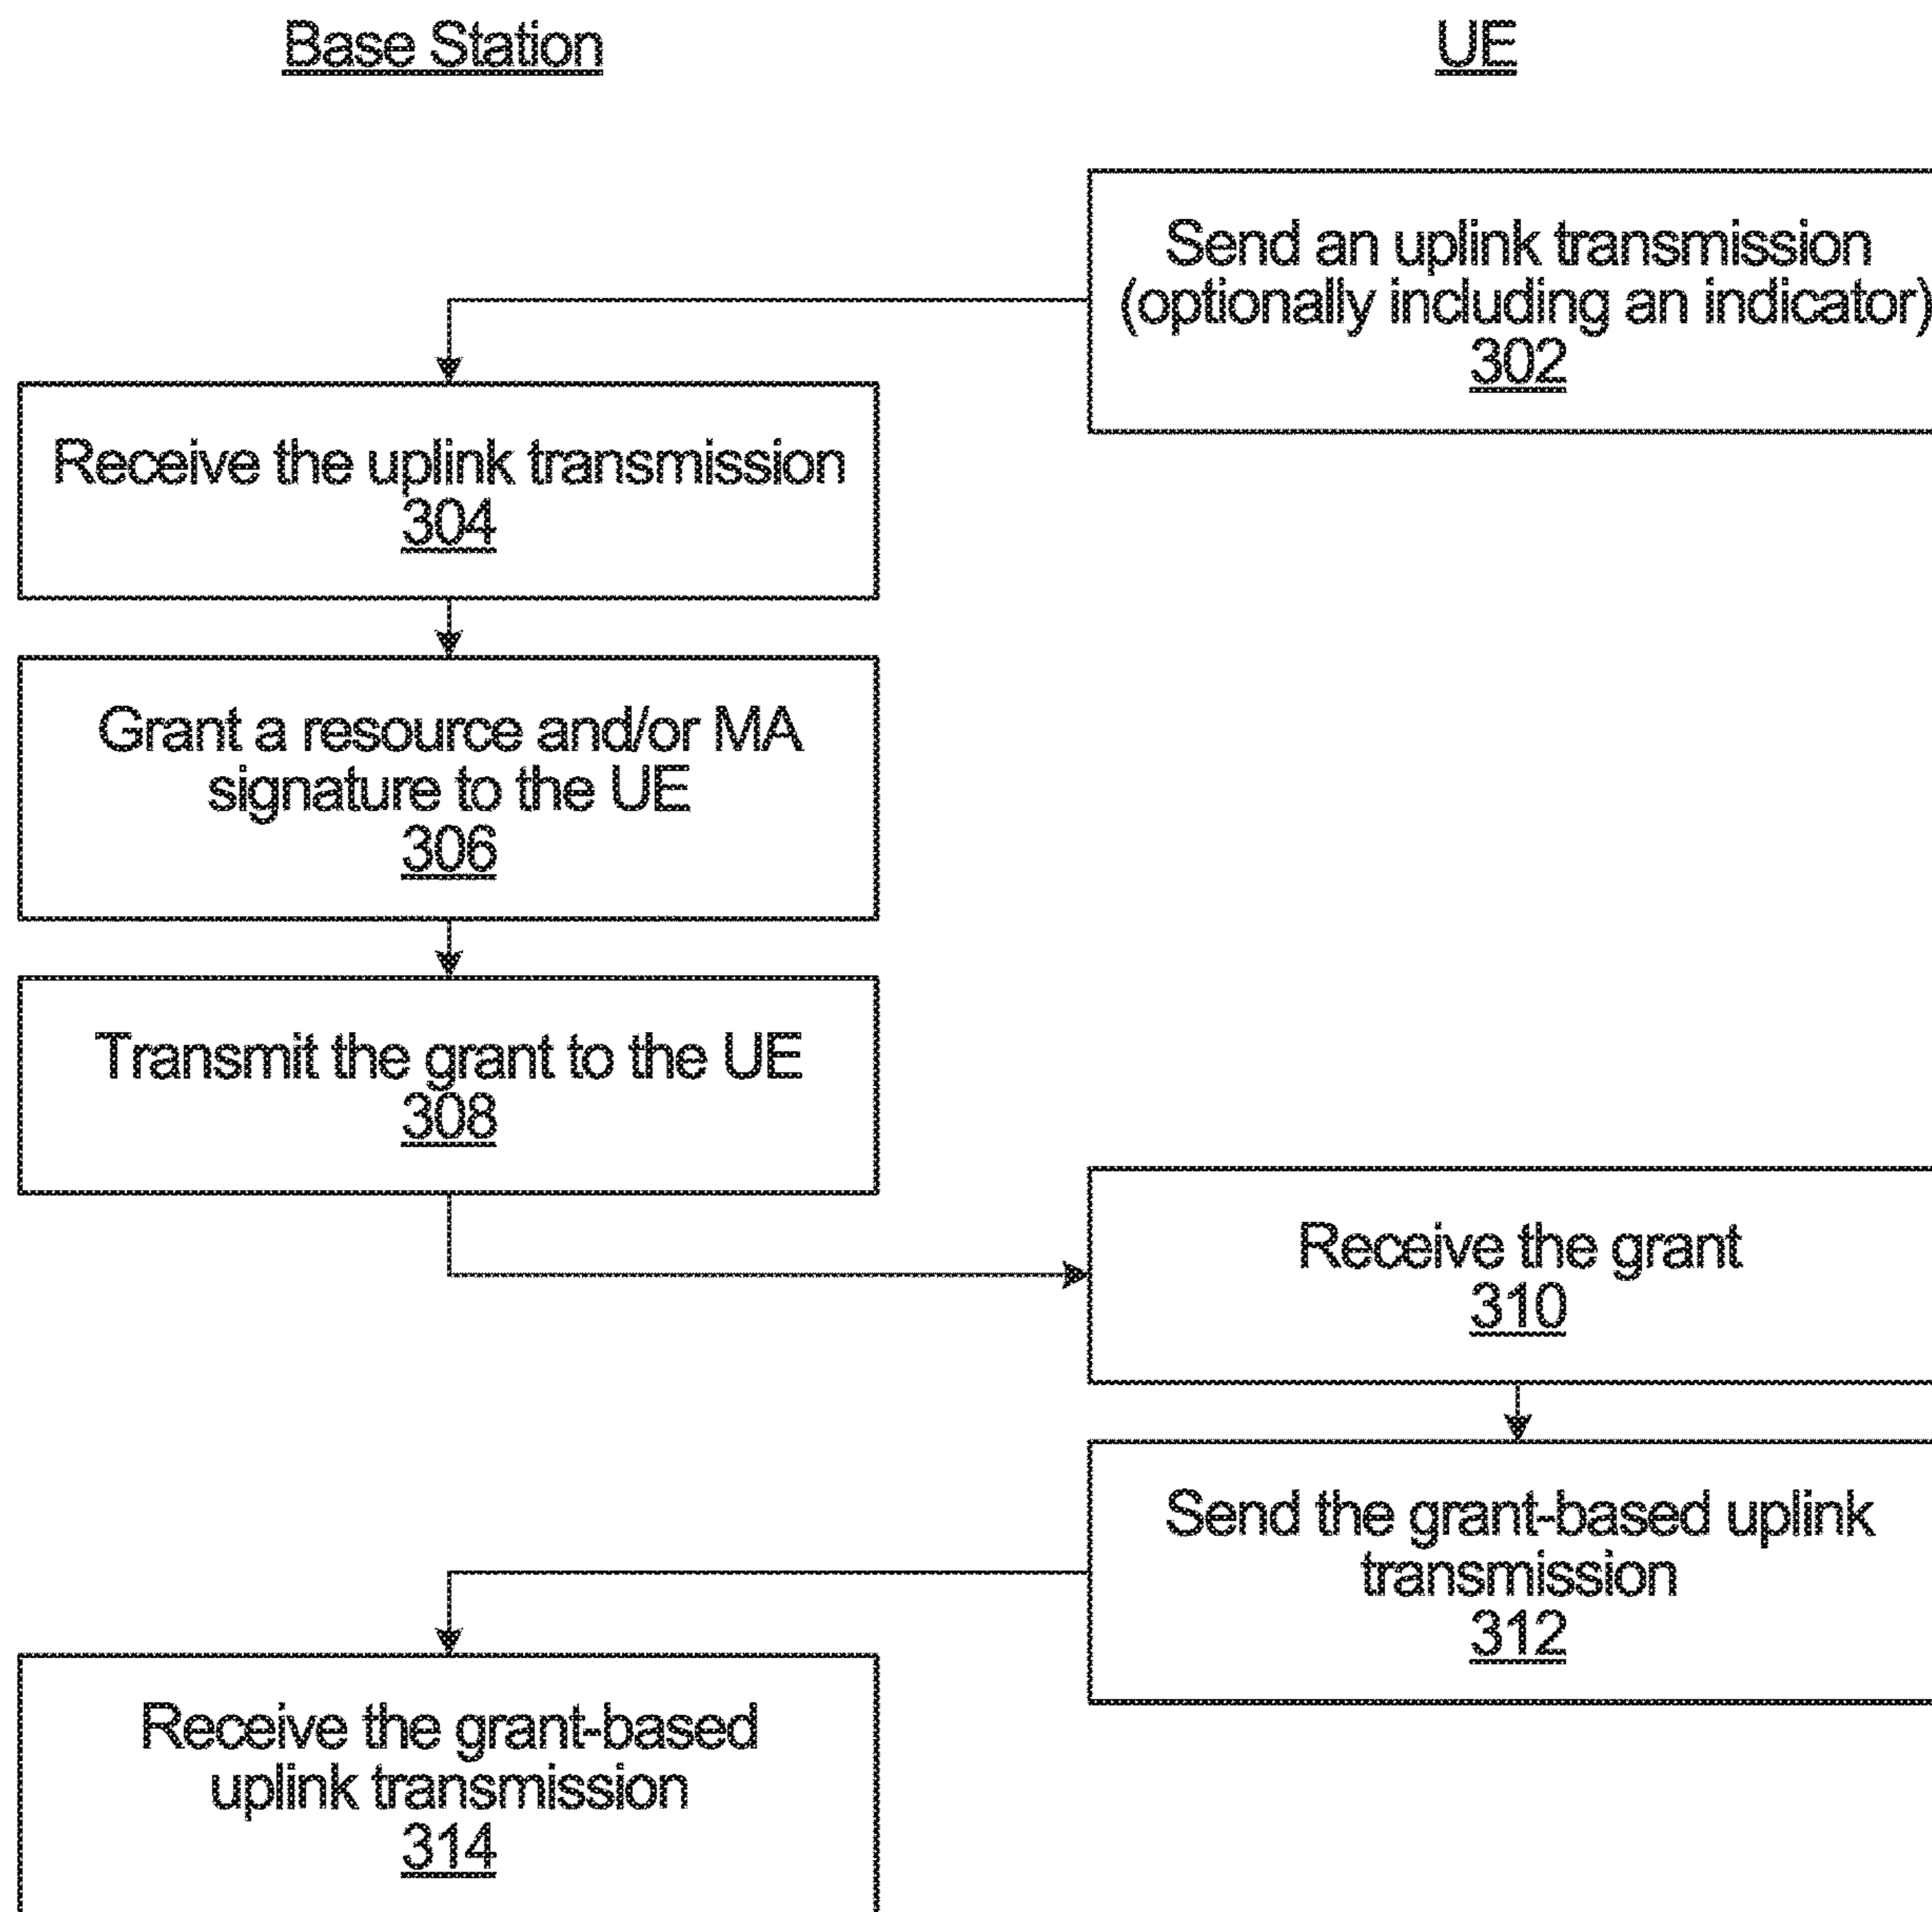 Base Station
UE
Send an uplink transmission
(optionally including an indicator)
302
Receive the uplink transmission
304
Grant a resource and/or MA
signature to the UE
306
Transmit the grant to the UE
308
Receive the grant
310
Send the grant-based uplink
transmission
312
Receive the grant-based
uplink transmission
314